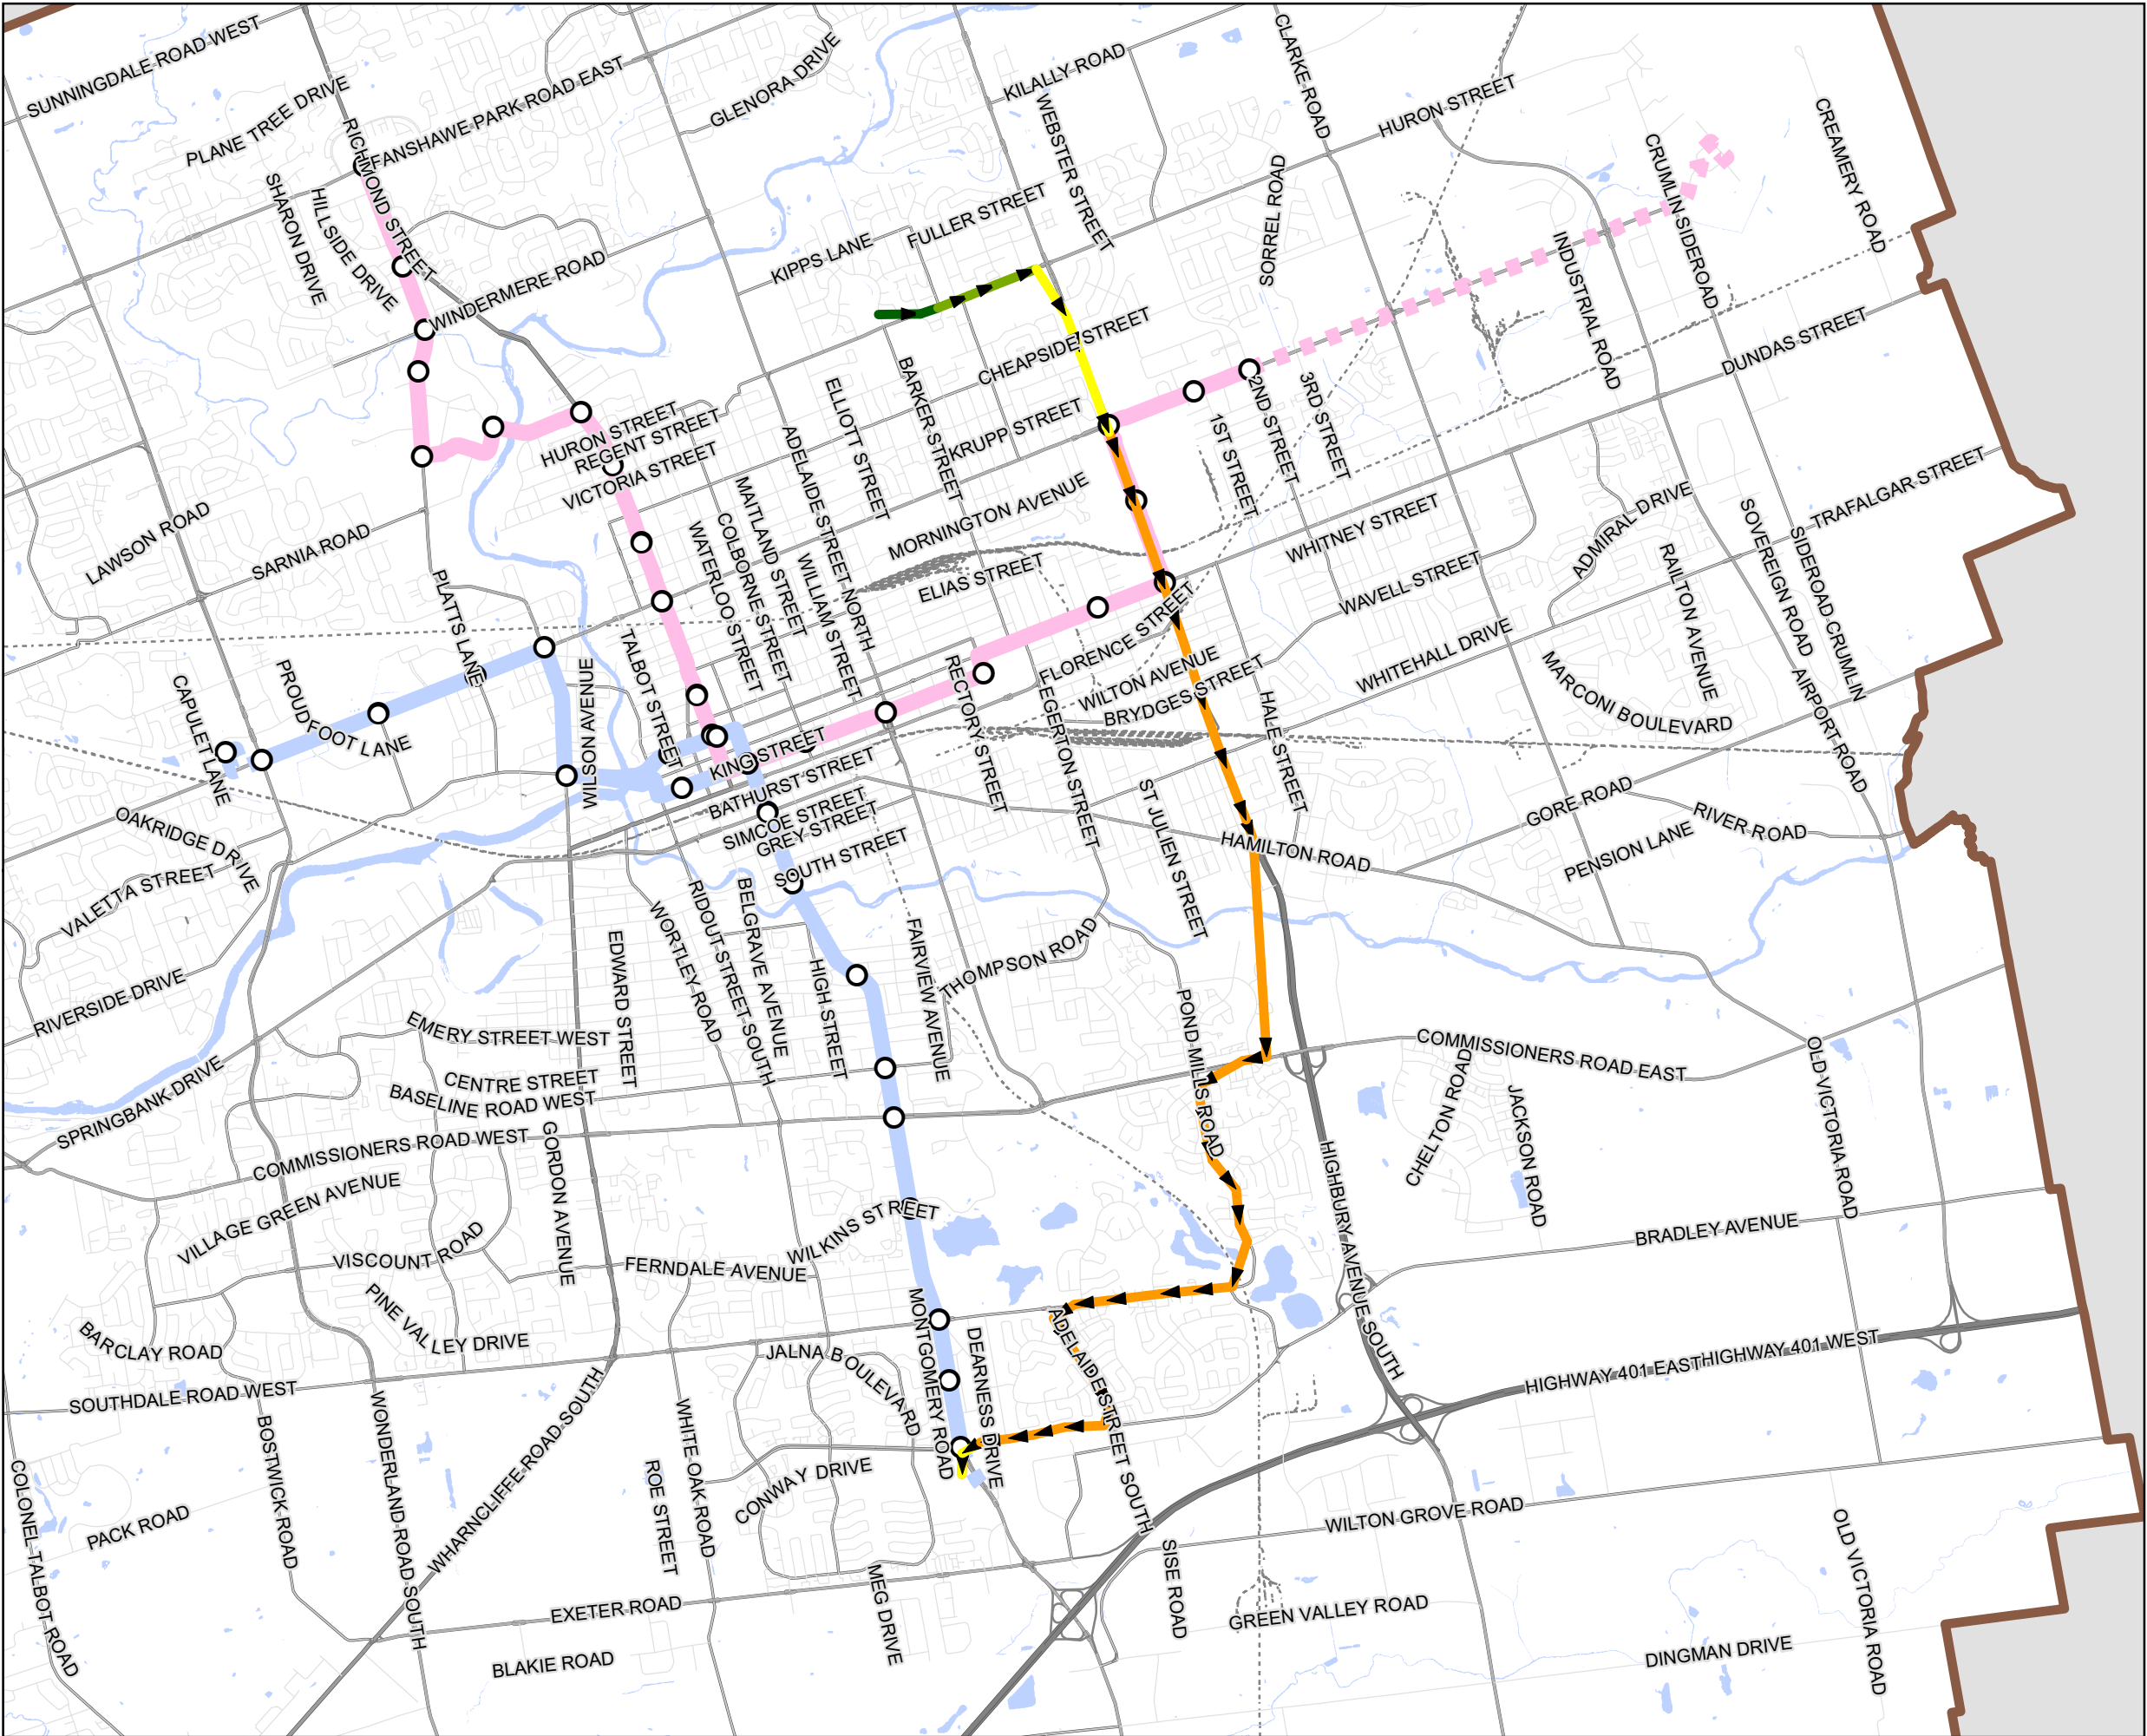 SUNNINGDALE ROAD WEST
PLANE TREE DRIVE
RICHMOND STREET
FANSHAWE PARK ROAD EAST
GLENORA DRIVE
KILALLY ROAD
WEBSTER STREET
CLARKE ROAD
HURON STREET
CREAMERY ROAD
CRUMLIN SIDEROAD
SHARON DRIVE
HILLSIDE DRIVE
WINDERMERE ROAD
KIPPS LANE
FULLER STREET
SORREL ROAD
INDUSTRIAL ROAD
DUNDAS STREET
CHEAPSIDE STREET
BARKER STREET
ELLIOTT STREET
KRUPP STREET
1ST STREET
2ND STREET
3RD STREET
HURON STREET
REGENT STREET
VICTORIA STREET
ADELAIDE STREET NORTH
MAITLAND STREET
COLBORNE STREET
WATERLOO STREET
WILLIAM STREET
MORNINGTON AVENUE
ELIAS STREET
WHITNEY STREET
WAVELL STREET
ADMIRAL DRIVE
TRAFALGAR STREET
SOVEREIGN ROAD
SIDEROAD CRUMLIN
RAILTON AVENUE
LAWSON ROAD
SARNIA ROAD
PLATTS LANE
TALBOT STREET
WILSON AVENUE
PROUDFOOT LANE
CAPULET LANE
RECTORY STREET
FLORENCE STREET
WILTON AVENUE
BRYDGES STREET
EGERTON STREET
HALE STREET
WHITEHALL DRIVE
MARCONI BOULEVARD
AIRPORT ROAD
KING STREET
BATHURST STREET
SIMCOE STREET
GREY STREET
SOUTH STREET
ST JULIEN STREET
HAMILTON ROAD
GORE ROAD
RIVER ROAD
PENSION LANE
OAKRIDGE DRIVE
VALETTA STREET
RIVERSIDE DRIVE
SPRINGBANK DRIVE
EDWARD STREET
WORTLEY ROAD
RIDOUT STREET SOUTH
BELGRAVE AVENUE
HIGH STREET
FAIRVIEW AVENUE
THOMPSON ROAD
POND MILLS ROAD
EMERY STREET WEST
CENTRE STREET
BASELINE ROAD WEST
COMMISSIONERS ROAD WEST
COMMISSIONERS ROAD EAST
CHELTON ROAD
JACKSON ROAD
OLD VICTORIA ROAD
VILLAGE GREEN AVENUE
VISCOUNT ROAD
GORDON AVENUE
FERNDALE AVENUE
WILKINS STREET
HIGHBURY AVENUE SOUTH
BRADLEY AVENUE
PINE VALLEY DRIVE
BARCLAY ROAD
SOUTHDALE ROAD WEST
JALNA BOULEVARD
MONTGOMERY ROAD
DEARNESS DRIVE
ADELAIDE STREET SOUTH
HIGHWAY 401 EAST
HIGHWAY 401 WEST
COLONEL TALBOT ROAD
PACK ROAD
BOSTWICK ROAD
WONDERLAND ROAD SOUTH
WHARNCLIFFE ROAD SOUTH
ROE STREET
WHITE OAK ROAD
CONWAY DRIVE
MEG DRIVE
EXETER ROAD
BLAKIE ROAD
SISE ROAD
WILTON GROVE ROAD
GREEN VALLEY ROAD
DINGMAN DRIVE
OLD VICTORIA ROAD